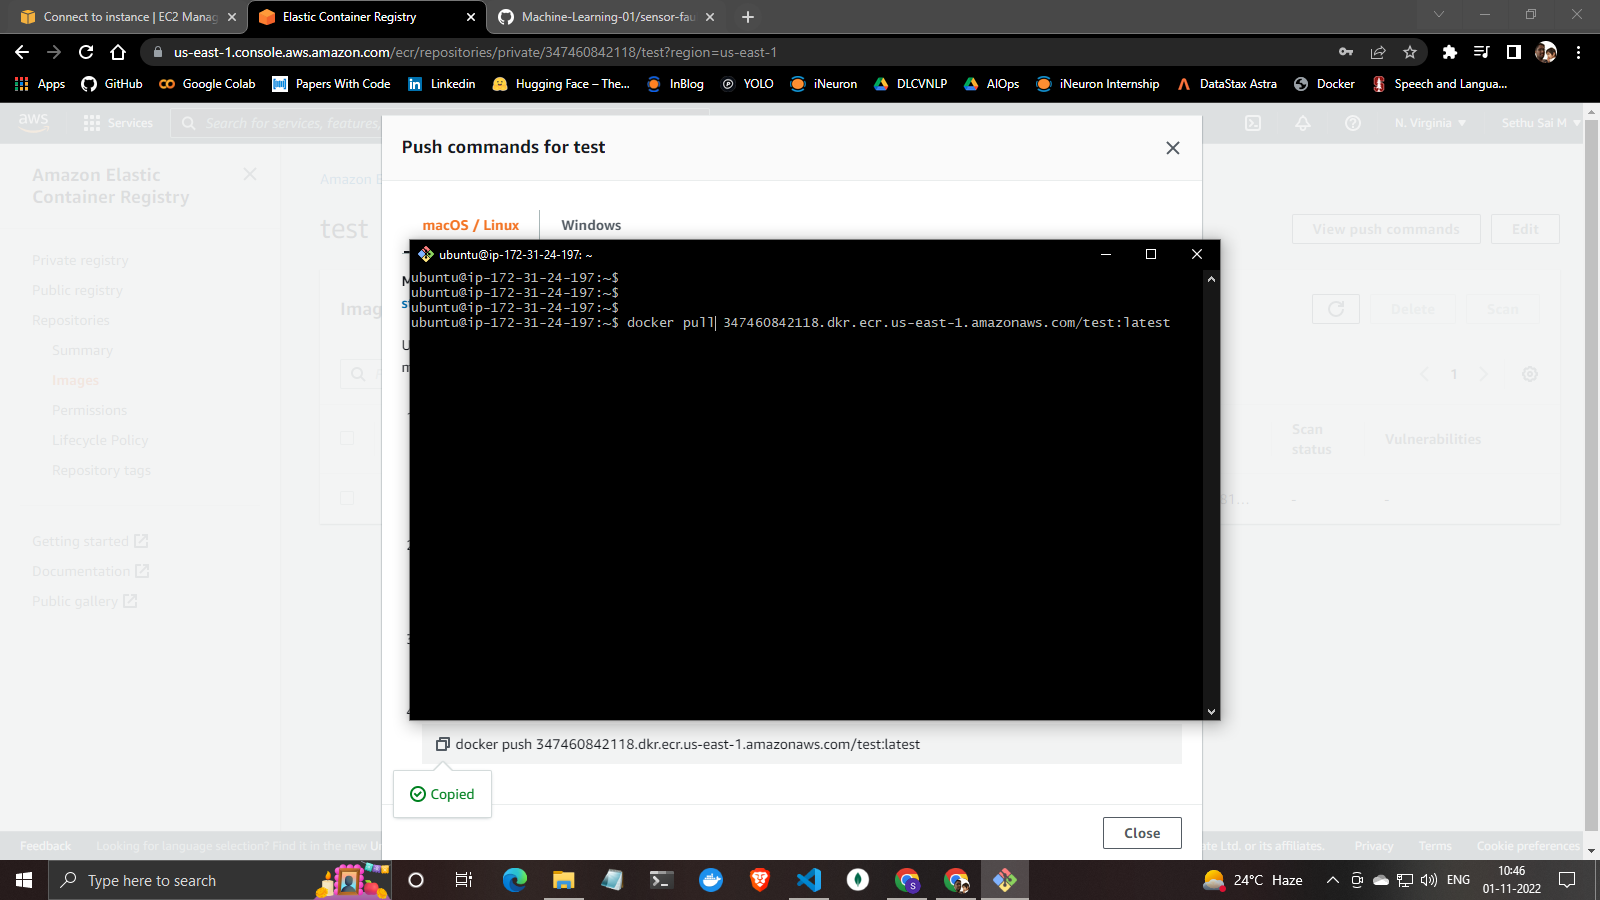 Connect to instance | EC2 Manag
Elastic Container Registry
Machine-Learning-01/sensor-fau
us-east-1.console.aws.amazon.com/ecr/repositories/private/347460842118/test?region=us-east-1
Apps
GitHub
Google Colab
Papers With Code
Linkedin
Hugging Face – The...
InBlog
YOLO
iNeuron
DLCVNLP
AIOps
iNeuron Internship
DataStax Astra
Docker
Speech and Langua...
aws
Services
Search for services, features,
N. Virginia
Sethu Sai M
Push commands for test
Amazon Elastic
Container Registry
Amazon E
macOS / Linux
Windows
test
View push commands
Edit
Private registry
Public registry
Repositories
Summary
Images
Permissions
Lifecycle Policy
Repository tags
Getting started
Documentation
Public gallery
Imag
Delete
Scan
1
Scan
status
Vulnerabilities
-
-
ubuntu@ip-172-31-24-197: ~
ubuntu@ip-172-31-24-197:~$
ubuntu@ip-172-31-24-197:~$
ubuntu@ip-172-31-24-197:~$
ubuntu@ip-172-31-24-197:~$ docker pull 347460842118.dkr.ecr.us-east-1.amazonaws.com/test:latest
docker push 347460842118.dkr.ecr.us-east-1.amazonaws.com/test:latest
Copied
Close
Feedback
Looking for language selection? Find it in the new Un
te Ltd. or its affiliates.
Privacy
Terms
Cookie preferences
Type here to search
24°C Haze
ENG
10:46
01-11-2022